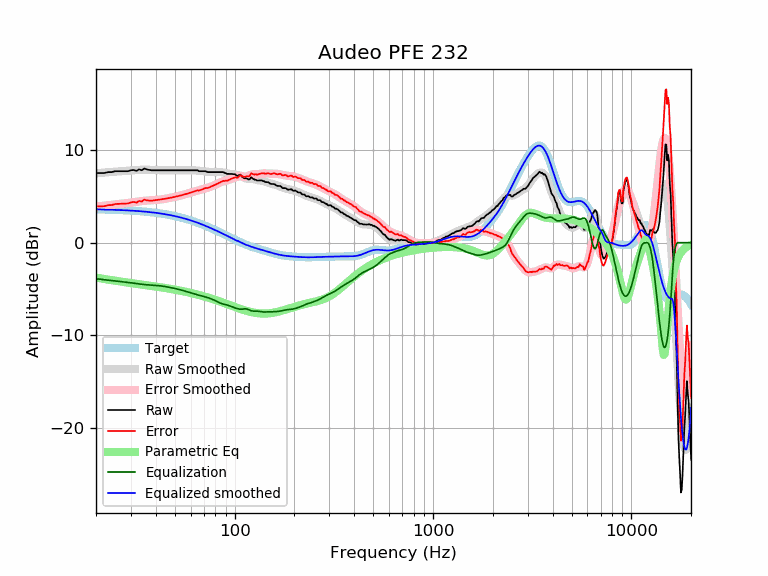 Audeo PFE 232
Amplitude (dBr)
10
0
−10
−20
Target
Raw Smoothed
Error Smoothed
Raw
Error
Parametric Eq
Equalization
Equalized smoothed
100 1000 10000
Frequency (Hz)